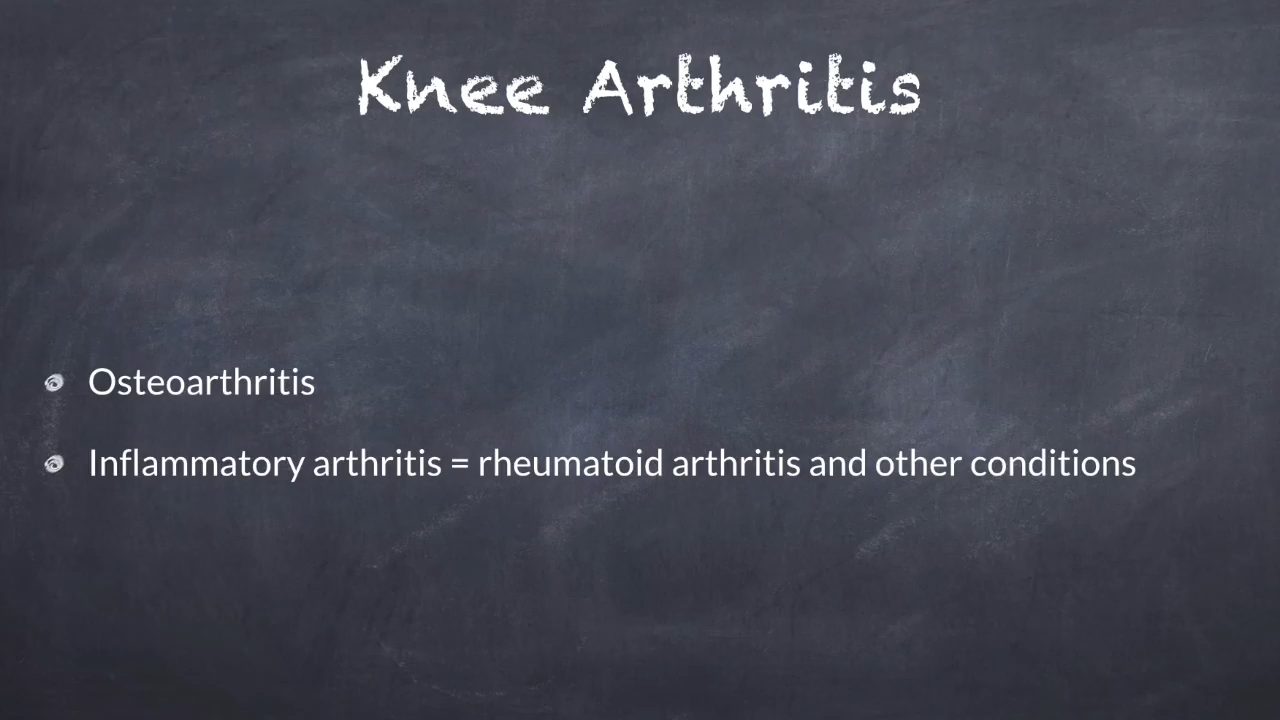 Knee Arthritis
Osteoarthritis
Inflammatory arthritis = rheumatoid arthritis and other conditions